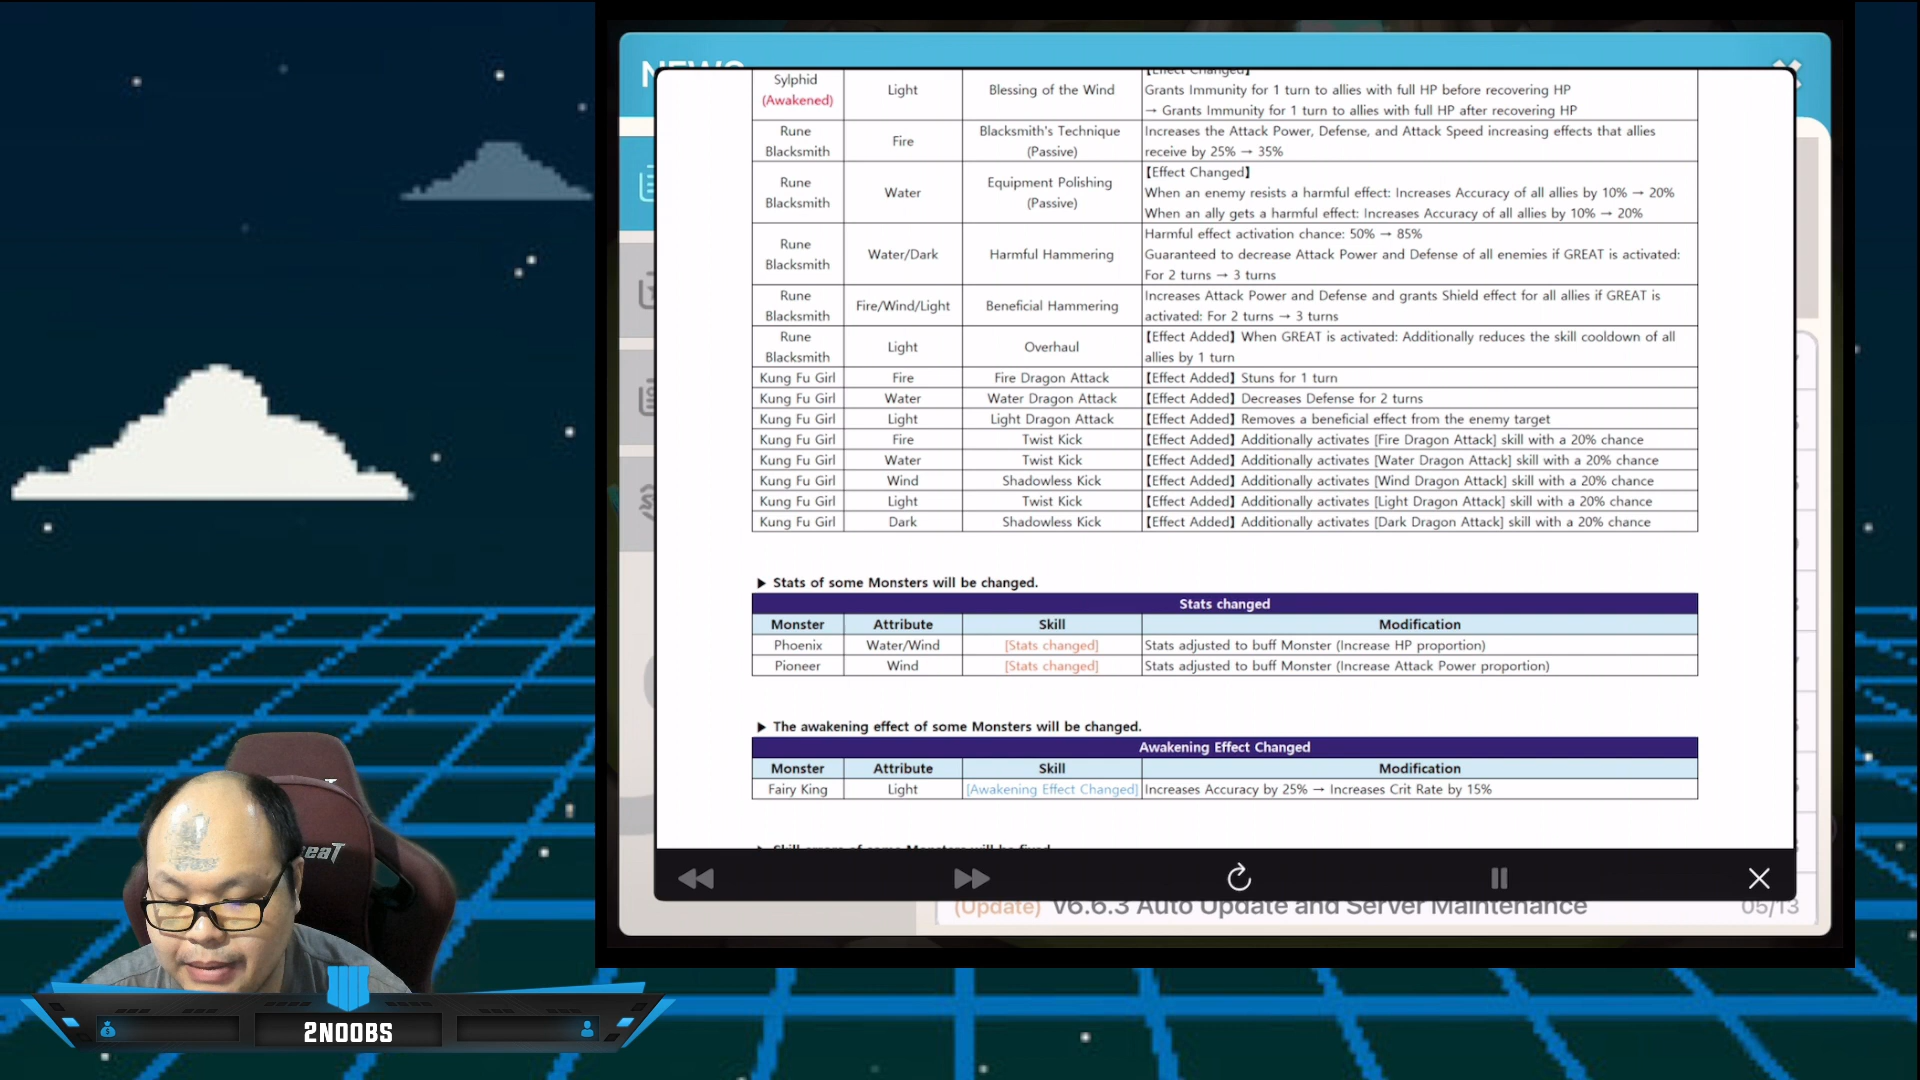 NEWS
【Effect Changed】
Sylphid
(Awakened)
Light
Blessing of the Wind
Grants Immunity for 1 turn to allies with full HP before recovering HP
→ Grants Immunity for 1 turn to allies with full HP after recovering HP
Rune
Blacksmith
Fire
Blacksmith's Technique
(Passive)
Increases the Attack Power, Defense, and Attack Speed increasing effects that allies
receive by 25% → 35%
Rune
Blacksmith
Water
Equipment Polishing
(Passive)
【Effect Changed】
When an enemy resists a harmful effect: Increases Accuracy of all allies by 10% → 20%
When an ally gets a harmful effect: Increases Accuracy of all allies by 10% → 20%
Rune
Blacksmith
Water/Dark
Harmful Hammering
Harmful effect activation chance: 50% → 85%
Guaranteed to decrease Attack Power and Defense of all enemies if GREAT is activated:
For 2 turns → 3 turns
Rune
Blacksmith
Fire/Wind/Light
Beneficial Hammering
Increases Attack Power and Defense and grants Shield effect for all allies if GREAT is
activated: For 2 turns → 3 turns
Rune
Blacksmith
Light
Overhaul
【Effect Added】 When GREAT is activated: Additionally reduces the skill cooldown of all
allies by 1 turn
Kung Fu Girl Fire Fire Dragon Attack 【Effect Added】 Stuns for 1 turn
Kung Fu Girl Water Water Dragon Attack 【Effect Added】 Decreases Defense for 2 turns
Kung Fu Girl Light Light Dragon Attack 【Effect Added】 Removes a beneficial effect from the enemy target
Kung Fu Girl Fire Twist Kick 【Effect Added】 Additionally activates [Fire Dragon Attack] skill with a 20% chance
Kung Fu Girl Water Twist Kick 【Effect Added】 Additionally activates [Water Dragon Attack] skill with a 20% chance
Kung Fu Girl Wind Shadowless Kick 【Effect Added】 Additionally activates [Wind Dragon Attack] skill with a 20% chance
Kung Fu Girl Light Twist Kick 【Effect Added】 Additionally activates [Light Dragon Attack] skill with a 20% chance
Kung Fu Girl Dark Shadowless Kick 【Effect Added】 Additionally activates [Dark Dragon Attack] skill with a 20% chance
▶ Stats of some Monsters will be changed.
Stats changed
Monster Attribute Skill Modification
Phoenix Water/Wind [Stats changed] Stats adjusted to buff Monster (Increase HP proportion)
Pioneer Wind [Stats changed] Stats adjusted to buff Monster (Increase Attack Power proportion)
▶ The awakening effect of some Monsters will be changed.
Awakening Effect Changed
Monster Attribute Skill Modification
Fairy King Light [Awakening Effect Changed] Increases Accuracy by 25% → Increases Crit Rate by 15%
▶ Skill errors of some Monsters will be fixed.
(Update) V6.6.3 Auto Update and Server Maintenance 05/13
2NOOBS